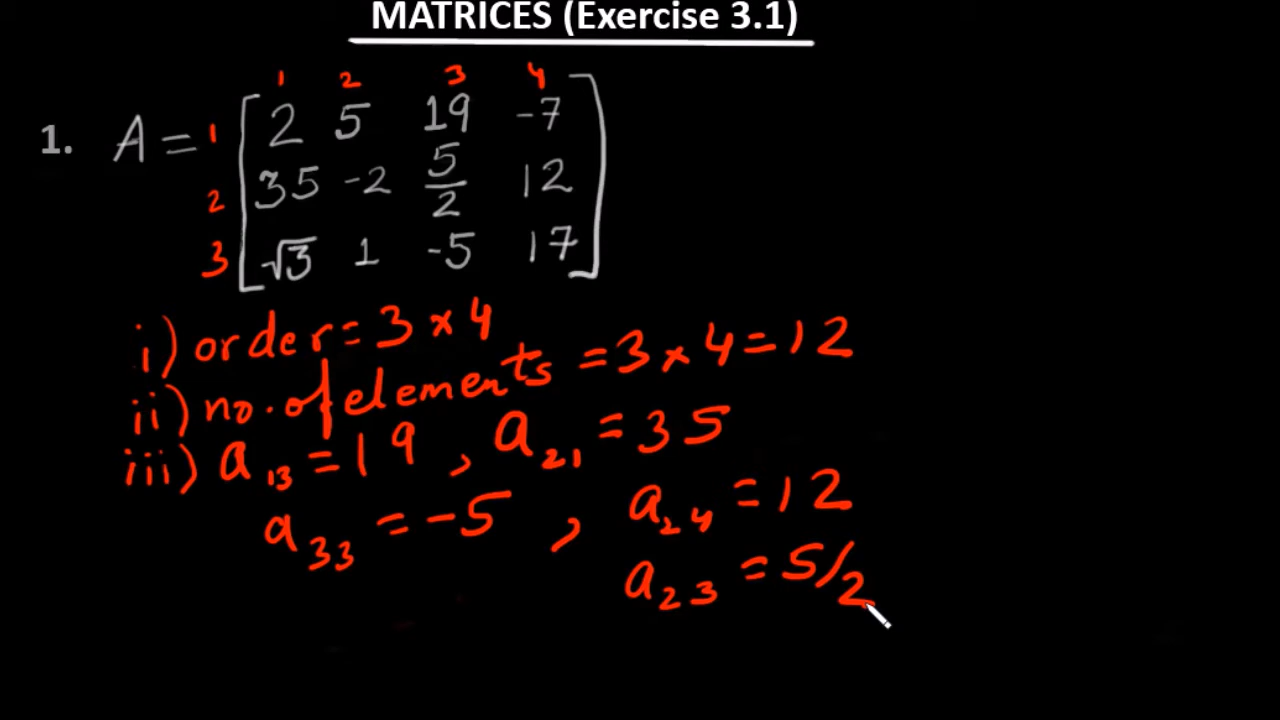 MATRICES (Exercise 3.1)
1 2 3 4
1. A = 1 [2 5 19 -7
2 35 -2 5/2 12
3 √3 1 -5 17]
i) order = 3 × 4
ii) no. of elements = 3 × 4 = 12
iii) a₁₃ = 19 , a₂₁ = 35
a₃₃ = -5 , a₂₄ = 12
a₂₃ = 5/2